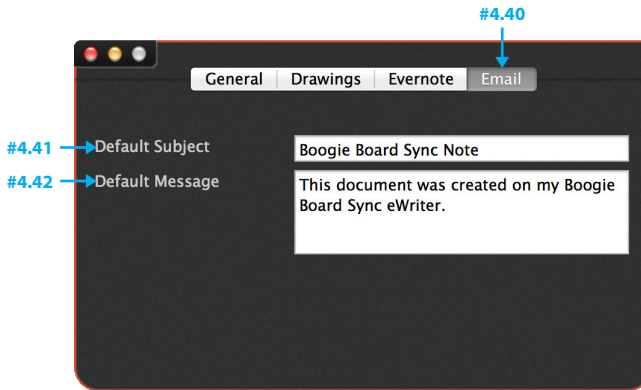 #4.40
General Drawings Evernote Email
#4.41 Default Subject Boogie Board Sync Note
#4.42 Default Message This document was created on my Boogie
Board Sync eWriter.